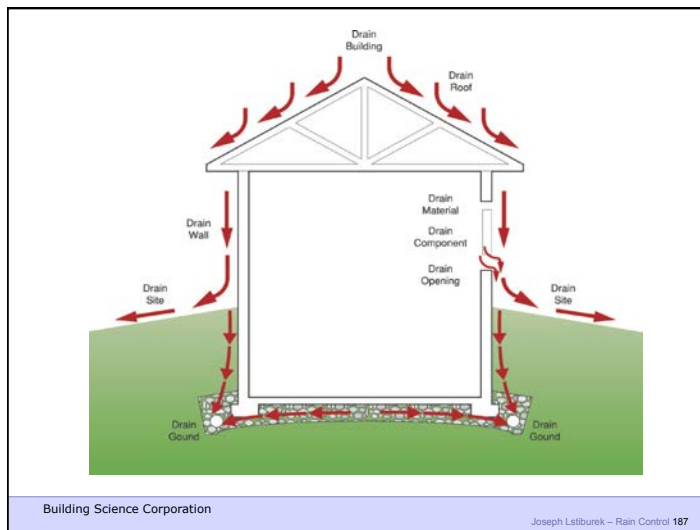 Drain
Building
Drain
Roof
Drain
Material
Drain
Wall
Drain
Component
Drain
Opening
Drain
Site
Drain
Site
Drain
Gound
Drain
Gound
Building Science Corporation
Joseph Lstiburek – Rain Control 187